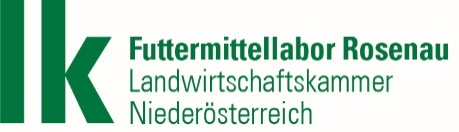 lk
Futtermittellabor Rosenau
Landwirtschaftskammer
Niederösterreich